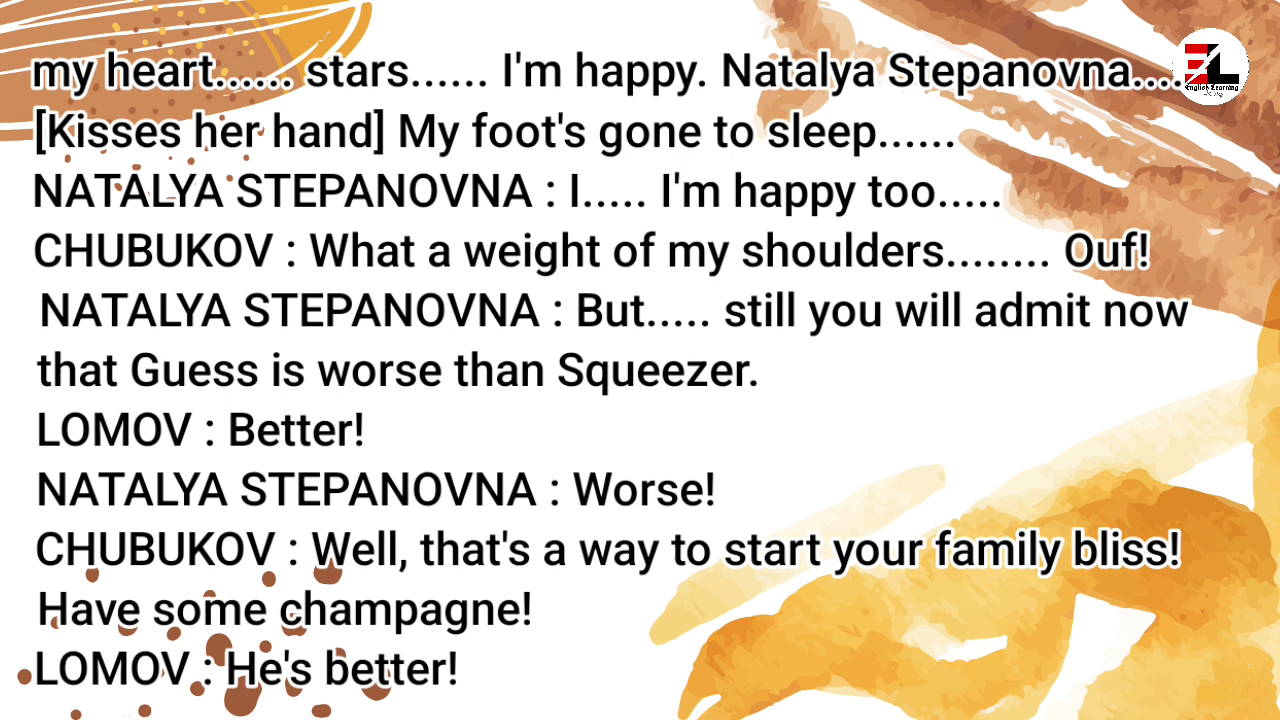 my heart...... stars...... I'm happy. Natalya Stepanovna.....
[Kisses her hand] My foot's gone to sleep......
NATALYA STEPANOVNA : I..... I'm happy too.....
CHUBUKOV : What a weight of my shoulders........ Ouf!
NATALYA STEPANOVNA : But..... still you will admit now
that Guess is worse than Squeezer.
LOMOV : Better!
NATALYA STEPANOVNA : Worse!
CHUBUKOV : Well, that's a way to start your family bliss!
Have some champagne!
LOMOV : He's better!
EL
English Learning